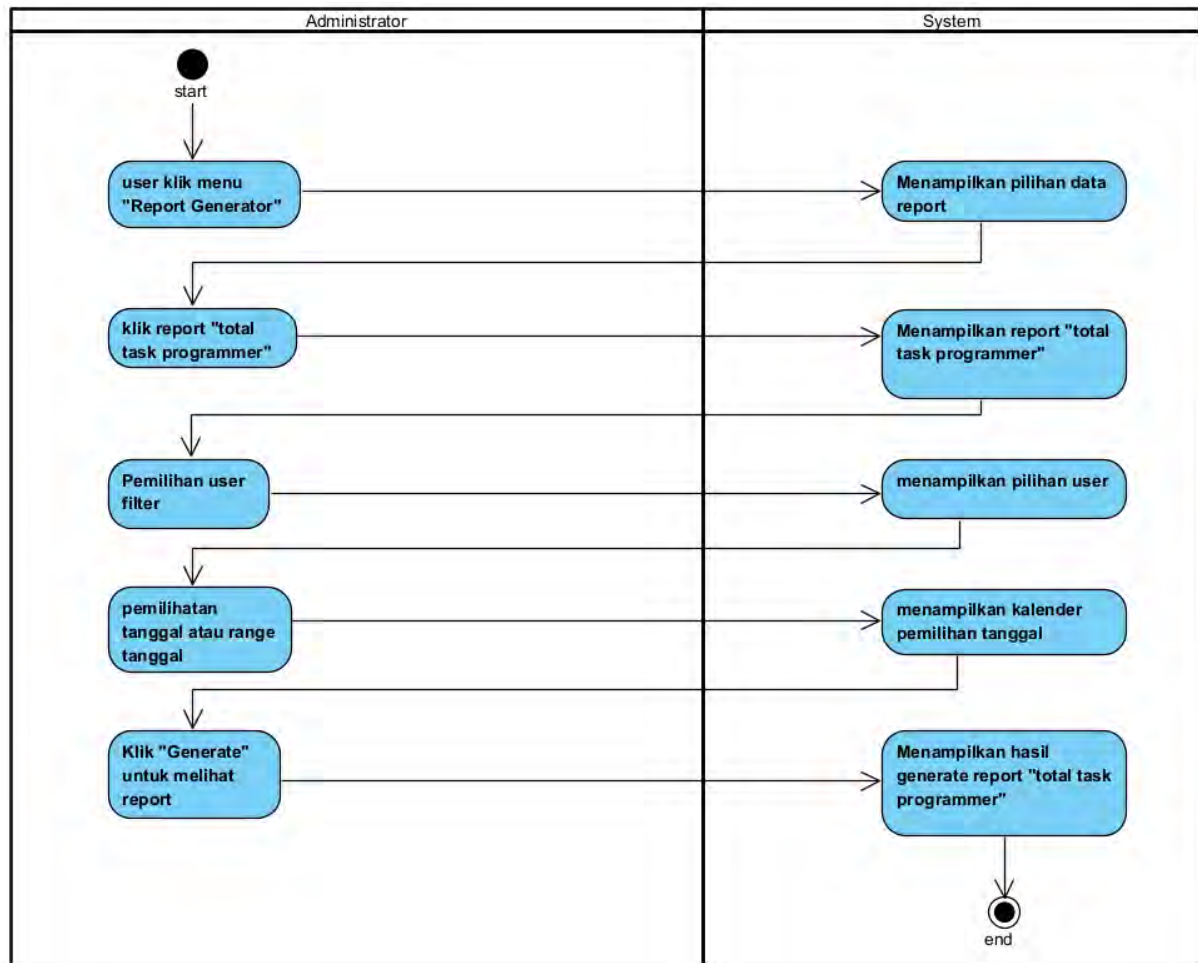 Administrator
System
start
user klik menu
"Report Generator"
Menampilkan pilihan data
report
klik report "total
task programmer"
Menampilkan report "total
task programmer"
Pemilihan user
filter
menampilkan pilihan user
pemilihatan
tanggal atau range
tanggal
menampilkan kalender
pemilihan tanggal
Klik "Generate"
untuk melihat
report
Menampilkan hasil
generate report "total task
programmer"
end